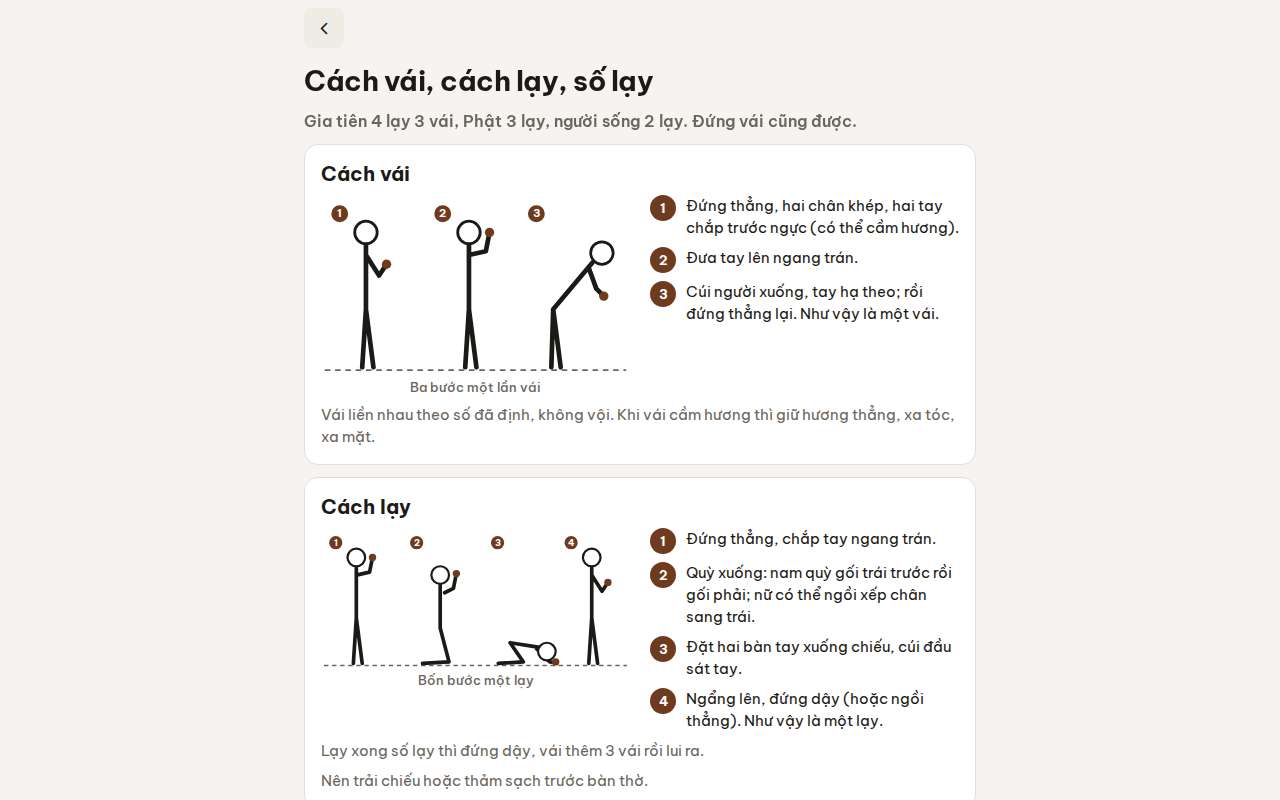 Cách vái, cách lạy, số lạy
Gia tiên 4 lạy 3 vái, Phật 3 lạy, người sống 2 lạy. Đứng vái cũng được.
Cách vái
1 2 3
Ba bước một lần vái
1 Đứng thẳng, hai chân khép, hai tay
chắp trước ngực (có thể cầm hương).
2 Đưa tay lên ngang trán.
3 Cúi người xuống, tay hạ theo; rồi
đứng thẳng lại. Như vậy là một vái.
Vái liền nhau theo số đã định, không vội. Khi vái cầm hương thì giữ hương thẳng, xa tóc,
xa mặt.
Cách lạy
1 2 3 4
Bốn bước một lạy
1 Đứng thẳng, chắp tay ngang trán.
2 Quỳ xuống: nam quỳ gối trái trước rồi
gối phải; nữ có thể ngồi xếp chân
sang trái.
3 Đặt hai bàn tay xuống chiếu, cúi đầu
sát tay.
4 Ngẩng lên, đứng dậy (hoặc ngồi
thẳng). Như vậy là một lạy.
Lạy xong số lạy thì đứng dậy, vái thêm 3 vái rồi lui ra.
Nên trải chiếu hoặc thảm sạch trước bàn thờ.